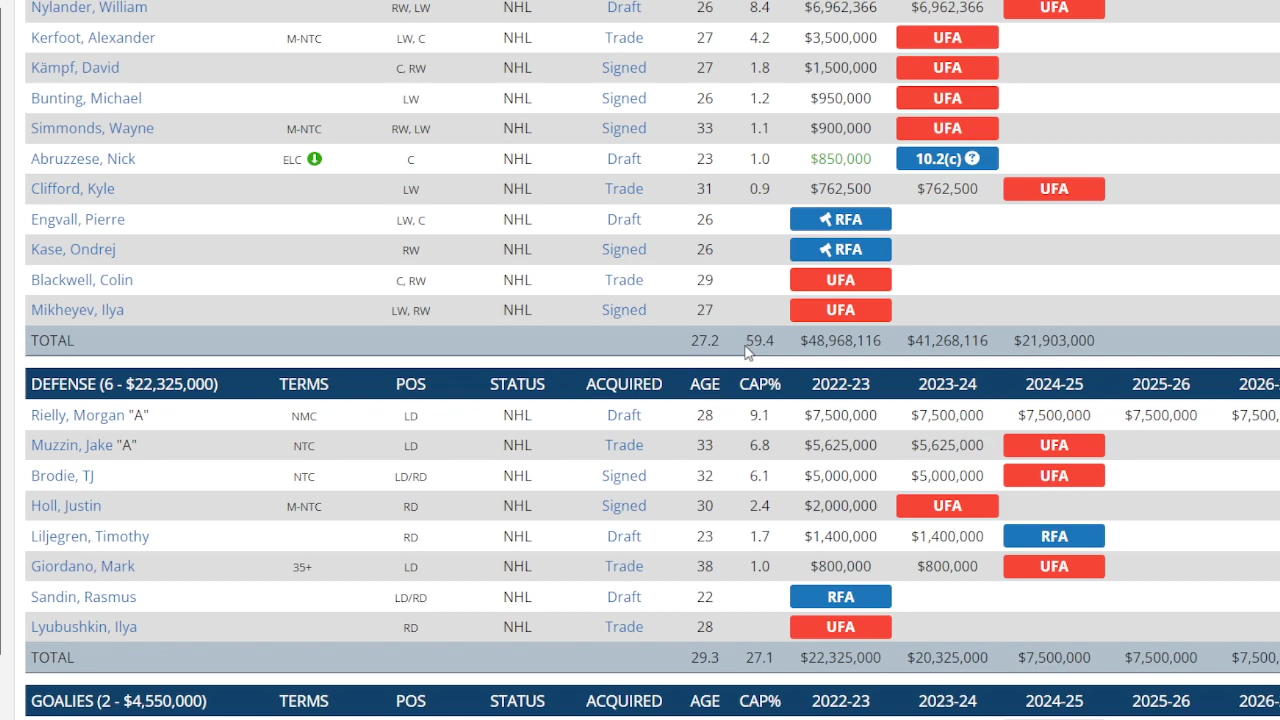 Nylander, William RW, LW NHL Draft 26 8.4 $6,962,366 $6,962,366 UFA
Kerfoot, Alexander M-NTC LW, C NHL Trade 27 4.2 $3,500,000 UFA
Kämpf, David C, RW NHL Signed 27 1.8 $1,500,000 UFA
Bunting, Michael LW NHL Signed 26 1.2 $950,000 UFA
Simmonds, Wayne M-NTC RW, LW NHL Signed 33 1.1 $900,000 UFA
Abruzzese, Nick ELC C NHL Draft 23 1.0 $850,000 10.2(c) ?
Clifford, Kyle LW NHL Trade 31 0.9 $762,500 $762,500 UFA
Engvall, Pierre LW, C NHL Draft 26 RFA
Kase, Ondrej RW NHL Signed 26 RFA
Blackwell, Colin C, RW NHL Trade 29 UFA
Mikheyev, Ilya LW, RW NHL Signed 27 UFA
TOTAL 27.2 59.4 $48,968,116 $41,268,116 $21,903,000
DEFENSE (6 - $22,325,000) TERMS POS STATUS ACQUIRED AGE CAP% 2022-23 2023-24 2024-25 2025-26 2026-
Rielly, Morgan "A" NMC LD NHL Draft 28 9.1 $7,500,000 $7,500,000 $7,500,000 $7,500,000 $7,500,
Muzzin, Jake "A" NTC LD NHL Trade 33 6.8 $5,625,000 $5,625,000 UFA
Brodie, TJ NTC LD/RD NHL Signed 32 6.1 $5,000,000 $5,000,000 UFA
Holl, Justin M-NTC RD NHL Signed 30 2.4 $2,000,000 UFA
Liljegren, Timothy RD NHL Draft 23 1.7 $1,400,000 $1,400,000 RFA
Giordano, Mark 35+ LD NHL Trade 38 1.0 $800,000 $800,000 UFA
Sandin, Rasmus LD/RD NHL Draft 22 RFA
Lyubushkin, Ilya RD NHL Trade 28 UFA
TOTAL 29.3 27.1 $22,325,000 $20,325,000 $7,500,000 $7,500,000 $7,500,
GOALIES (2 - $4,550,000) TERMS POS STATUS ACQUIRED AGE CAP% 2022-23 2023-24 2024-25 2025-26 2026-